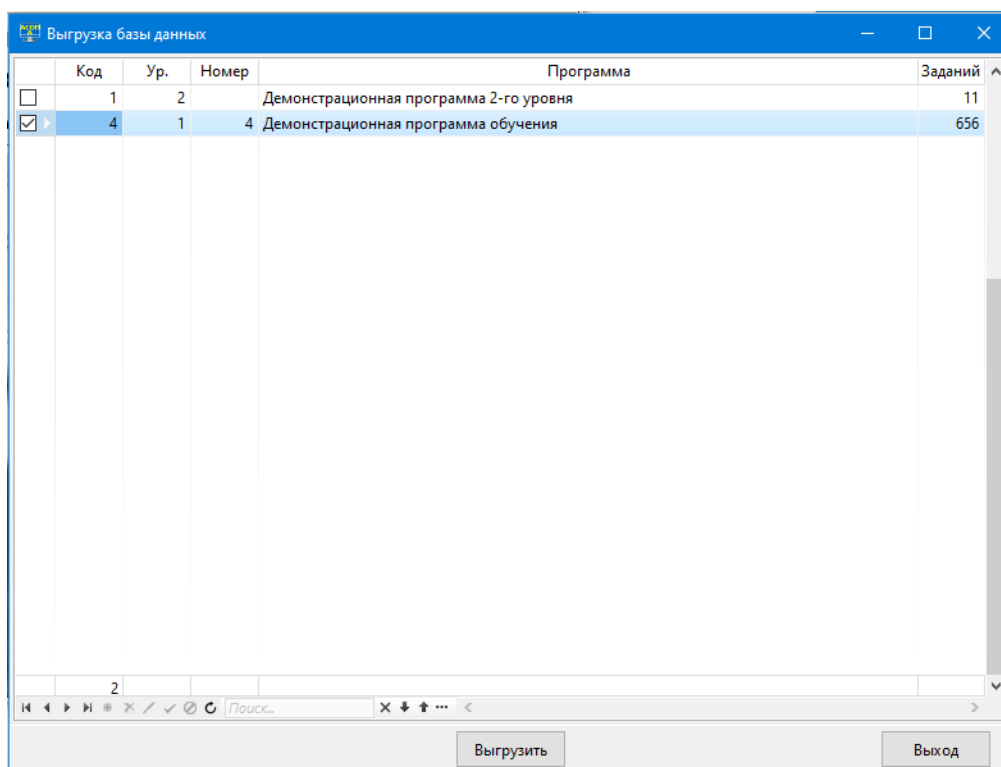 Выгрузка базы данных
Код Ур. Номер Программа Заданий
1 2 Демонстрационная программа 2-го уровня 11
4 1 4 Демонстрационная программа обучения 656
2
Поиск...
Выгрузить Выход